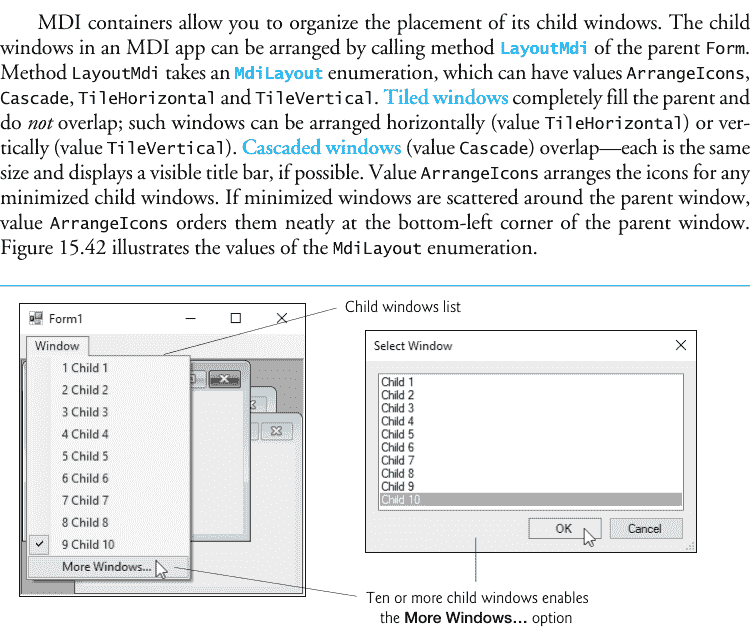 MDI containers allow you to organize the placement of its child windows. The child
windows in an MDI app can be arranged by calling method LayoutMdi of the parent Form.
Method LayoutMdi takes an MdiLayout enumeration, which can have values ArrangeIcons,
Cascade, TileHorizontal and TileVertical. Tiled windows completely fill the parent and
do not overlap; such windows can be arranged horizontally (value TileHorizontal) or ver-
tically (value TileVertical). Cascaded windows (value Cascade) overlap—each is the same
size and displays a visible title bar, if possible. Value ArrangeIcons arranges the icons for any
minimized child windows. If minimized windows are scattered around the parent window,
value ArrangeIcons orders them neatly at the bottom-left corner of the parent window.
Figure 15.42 illustrates the values of the MdiLayout enumeration.
Child windows list
Form1
Window
1 Child 1
2 Child 2
3 Child 3
4 Child 4
5 Child 5
6 Child 6
7 Child 7
8 Child 8
9 Child 10
More Windows...
Select Window
Child 1
Child 2
Child 3
Child 4
Child 5
Child 6
Child 7
Child 8
Child 9
Child 10
OK
Cancel
Ten or more child windows enables
the More Windows... option